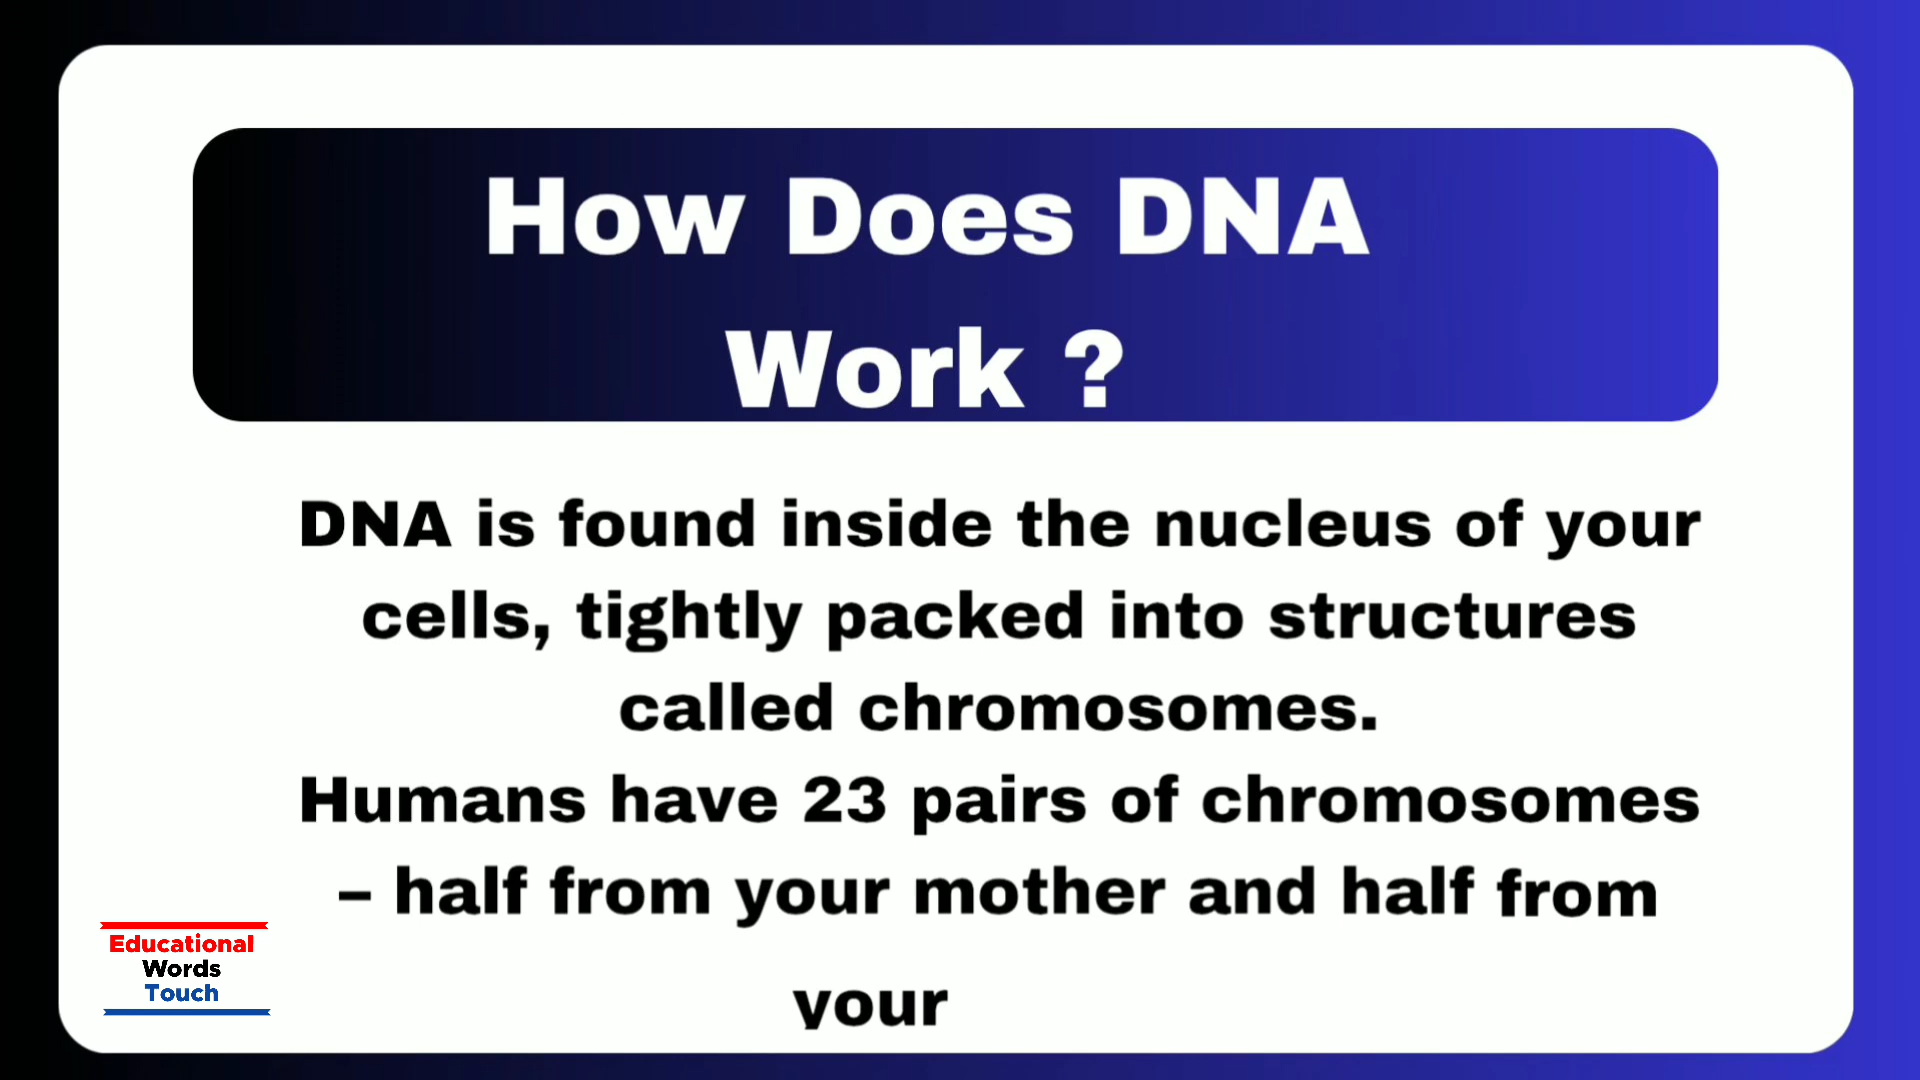 How Does DNA
Work ?
DNA is found inside the nucleus of your
cells, tightly packed into structures
called chromosomes.
Humans have 23 pairs of chromosomes
– half from your mother and half from
your
Educational
Words
Touch